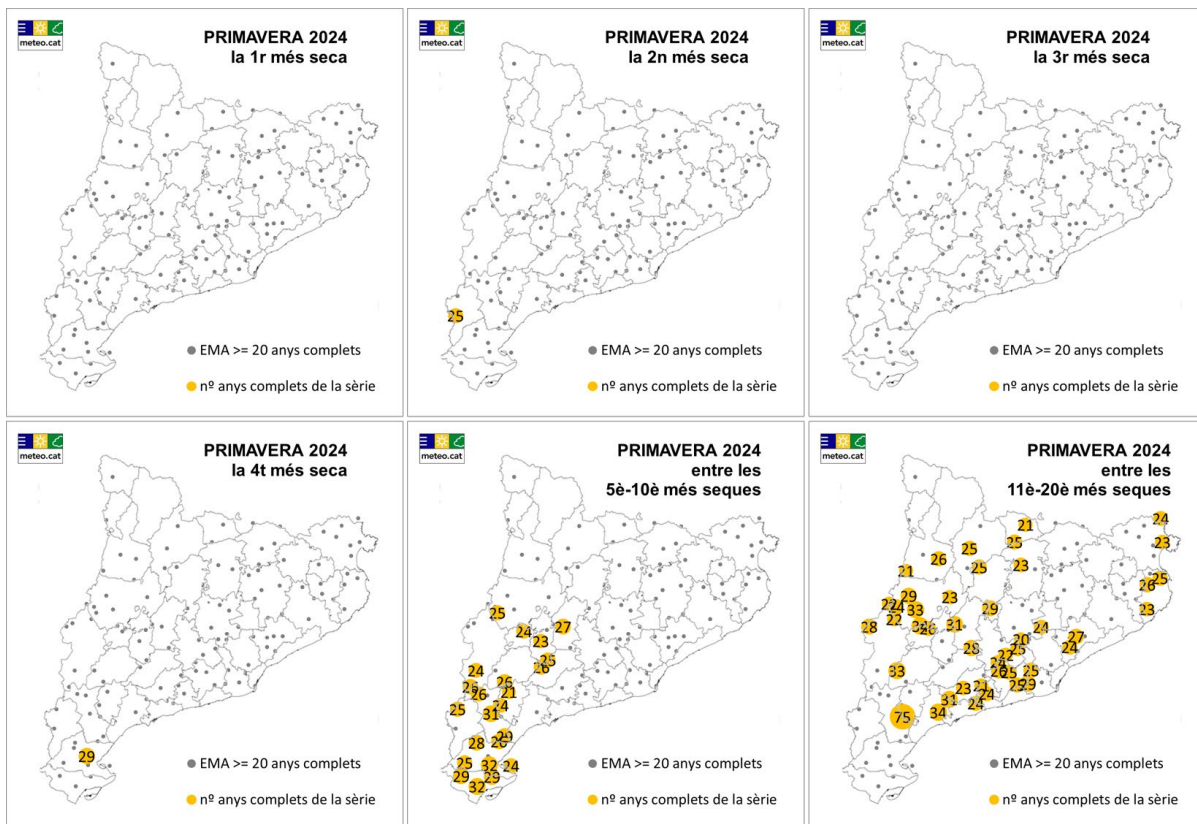 meteo.cat
PRIMAVERA 2024
la 1r més seca
EMA >= 20 anys complets
nº anys complets de la sèrie
meteo.cat
PRIMAVERA 2024
la 2n més seca
25
EMA >= 20 anys complets
nº anys complets de la sèrie
meteo.cat
PRIMAVERA 2024
la 3r més seca
EMA >= 20 anys complets
nº anys complets de la sèrie
meteo.cat
PRIMAVERA 2024
la 4t més seca
29
EMA >= 20 anys complets
nº anys complets de la sèrie
meteo.cat
PRIMAVERA 2024
entre les
5è-10è més seques
25
24
27
23
25
24
26
21
25
31
28
25
32
24
29
29
32
EMA >= 20 anys complets
nº anys complets de la sèrie
meteo.cat
PRIMAVERA 2024
entre les
11è-20è més seques
24
21
25
23
25
26
25
23
21
25
26
29
23
33
29
23
22
31
28
24
27
20
28
24
33
25
23
31
24
34
24
75
EMA >= 20 anys complets
nº anys complets de la sèrie